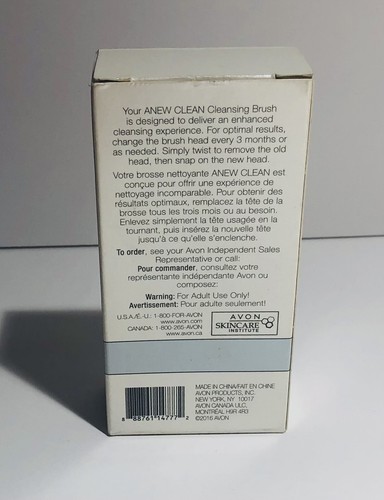 Your ANEW CLEAN Cleansing Brush
is designed to deliver an enhanced
cleansing experience. For optimal results,
change the brush head every 3 months or
as needed. Simply twist to remove the old
head, then snap on the new head.
Votre brosse nettoyante ANEW CLEAN est
conçue pour offrir une expérience de
nettoyage incomparable. Pour obtenir des
résultats optimaux, remplacez la tête de la
brosse tous les trois mois ou au besoin.
Enlevez simplement la tête usagée en la
tournant, puis insérez la nouvelle tête
jusqu'à ce qu'elle s'enclenche.
To order, see your Avon Independent Sales
Representative or call:
Pour commander, consultez votre
représentante indépendante Avon ou
composez:
Warning: For Adult Use Only!
Avertissement: Pour adulte seulement!
U.S.A./É.-U.: 1-800-FOR-AVON
www.avon.com
CANADA: 1-800-265-AVON
www.avon.ca
AVON
SKINCARE
INSTITUTE
8 88761 14777 2
MADE IN CHINA/FAIT EN CHINE
AVON PRODUCTS, INC.
NEW YORK, NY 10017
AVON CANADA ULC,
MONTRÉAL H9R 4R3
©2016 AVON